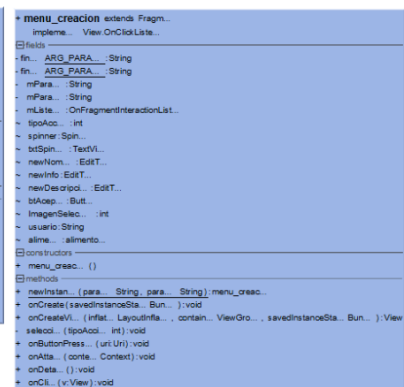 + menu_creacion extends Fragm...
impleme... View.OnClickListe...
fields
- fin... ARG_PARA... :String
- fin... ARG_PARA... :String
- mPara... :String
- mPara... :String
- mListe... :OnFragmentInteractionList...
~ tipoAcc... :int
~ spinner:Spin...
~ txtSpin... :TextVi...
~ newNom... :EditT...
~ newInfo:EditT...
~ newDescripci... :EditT...
~ btAcep... :Butt...
~ ImagenSelec... :int
~ usuario:String
~ alime... :alimento...
constructors
+ menu_creac... ()
methods
+ newInstan... (para... String, para... String):menu_creac...
+ onCreate(savedInstanceSta... Bun... ):void
+ onCreateVi... (inflat... LayoutInfla... , contain... ViewGro... , savedInstanceSta... Bun... ):View
- selecci... (tipoAcci... int):void
+ onButtonPress... (uri:Uri):void
+ onAtta... (conte... Context):void
+ onDeta... ():void
+ onCli... (v:View):void